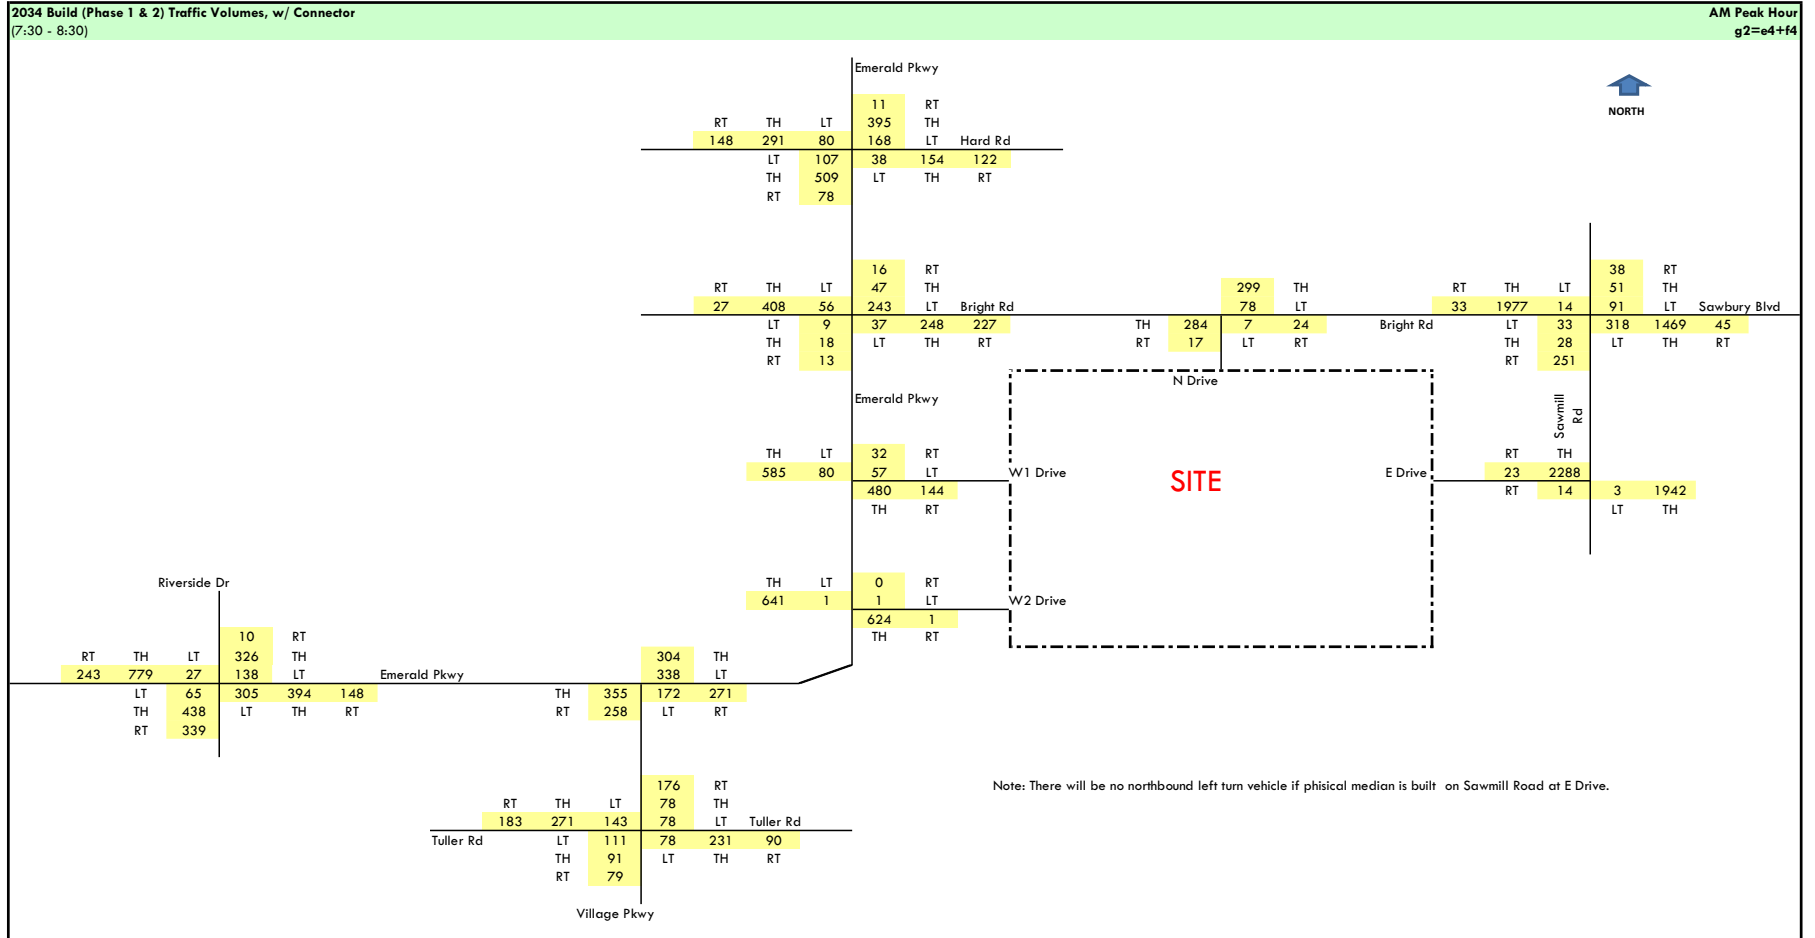 2034 Build (Phase 1 & 2) Traffic Volumes, w/ Connector AM Peak Hour
(7:30 - 8:30) g2=e4+f4
Emerald Pkwy
NORTH
11 RT
RT TH LT 395 TH
148 291 80 168 LT Hard Rd
LT 107 38 154 122
TH 509 LT TH RT
RT 78
16 RT
RT TH LT 47 TH
27 408 56 243 LT Bright Rd
LT 9 37 248 227
TH 18 LT TH RT
RT 13
299 TH
78 LT
TH 284 7 24 Bright Rd
RT 17 LT RT
N Drive
38 RT
RT TH LT 51 TH
33 1977 14 91 LT Sawbury Blvd
LT 33 318 1469 45
TH 28 LT TH RT
RT 251
Emerald Pkwy
Sawmill
Rd
TH LT 32 RT
585 80 57 LT W1 Drive
480 144
TH RT
SITE
RT TH
E Drive 23 2288
RT 14 3 1942
LT TH
TH LT 0 RT
641 1 1 LT W2 Drive
624 1
TH RT
Riverside Dr
10 RT
RT TH LT 326 TH
243 779 27 138 LT Emerald Pkwy
LT 65 305 394 148
TH 438 LT TH RT
RT 339
304 TH
338 LT
TH 355 172 271
RT 258 LT RT
Note: There will be no northbound left turn vehicle if phisical median is built on Sawmill Road at E Drive.
176 RT
RT TH LT 78 TH
183 271 143 78 LT Tuller Rd
Tuller Rd LT 111 78 231 90
TH 91 LT TH RT
RT 79
Village Pkwy